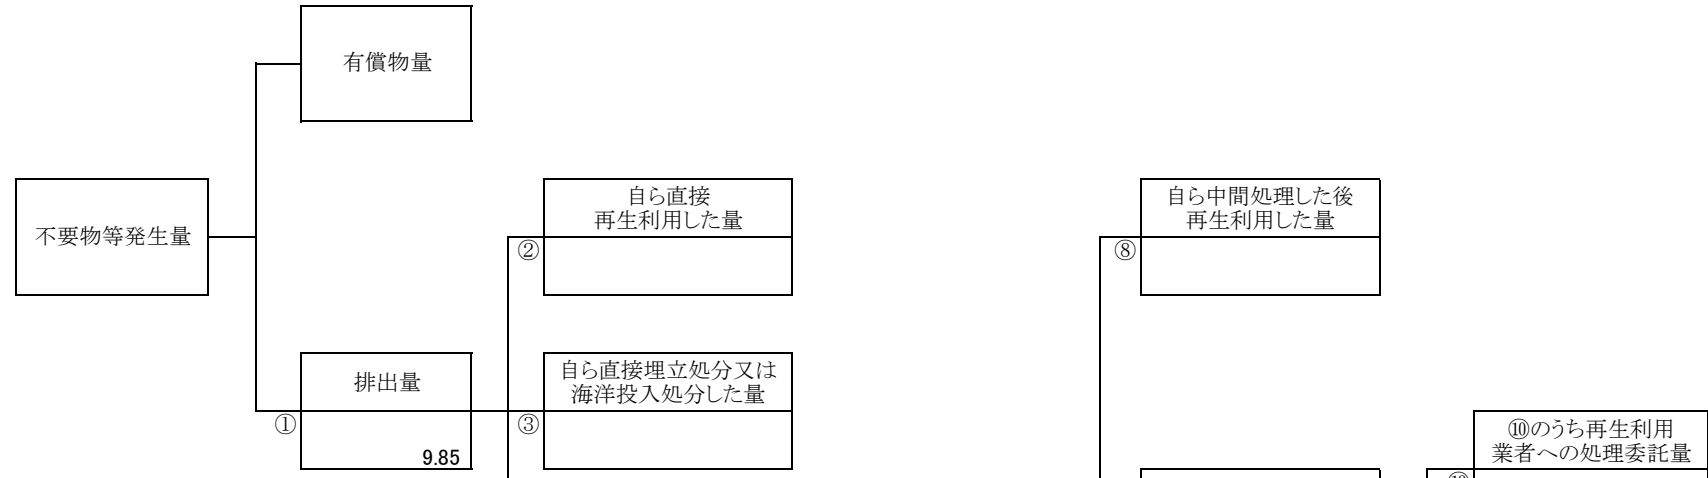 有償物量
不要物等発生量
自ら直接
再生利用した量
②
自ら中間処理した後
再生利用した量
⑧
排出量
①
9.85
自ら直接埋立処分又は
海洋投入処分した量
③
⑩のうち再生利用
業者への処理委託量